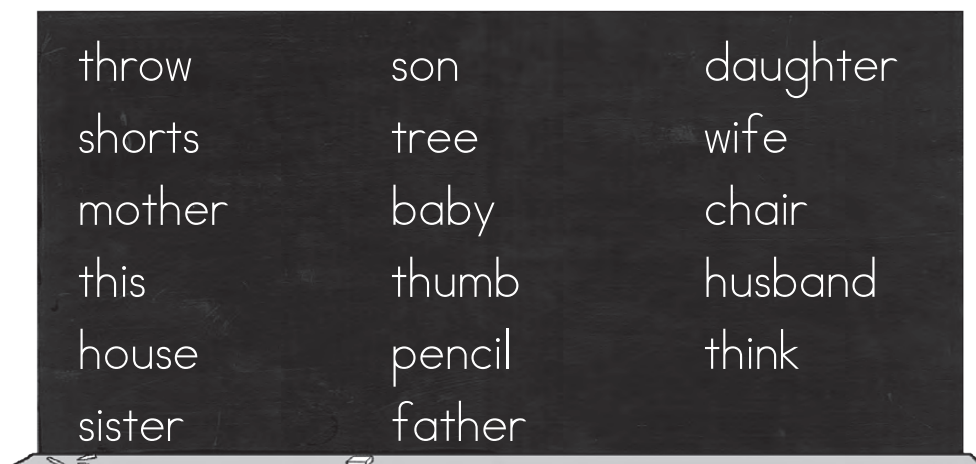 throw son daughter
shorts tree wife
mother baby chair
this thumb husband
house pencil think
sister father